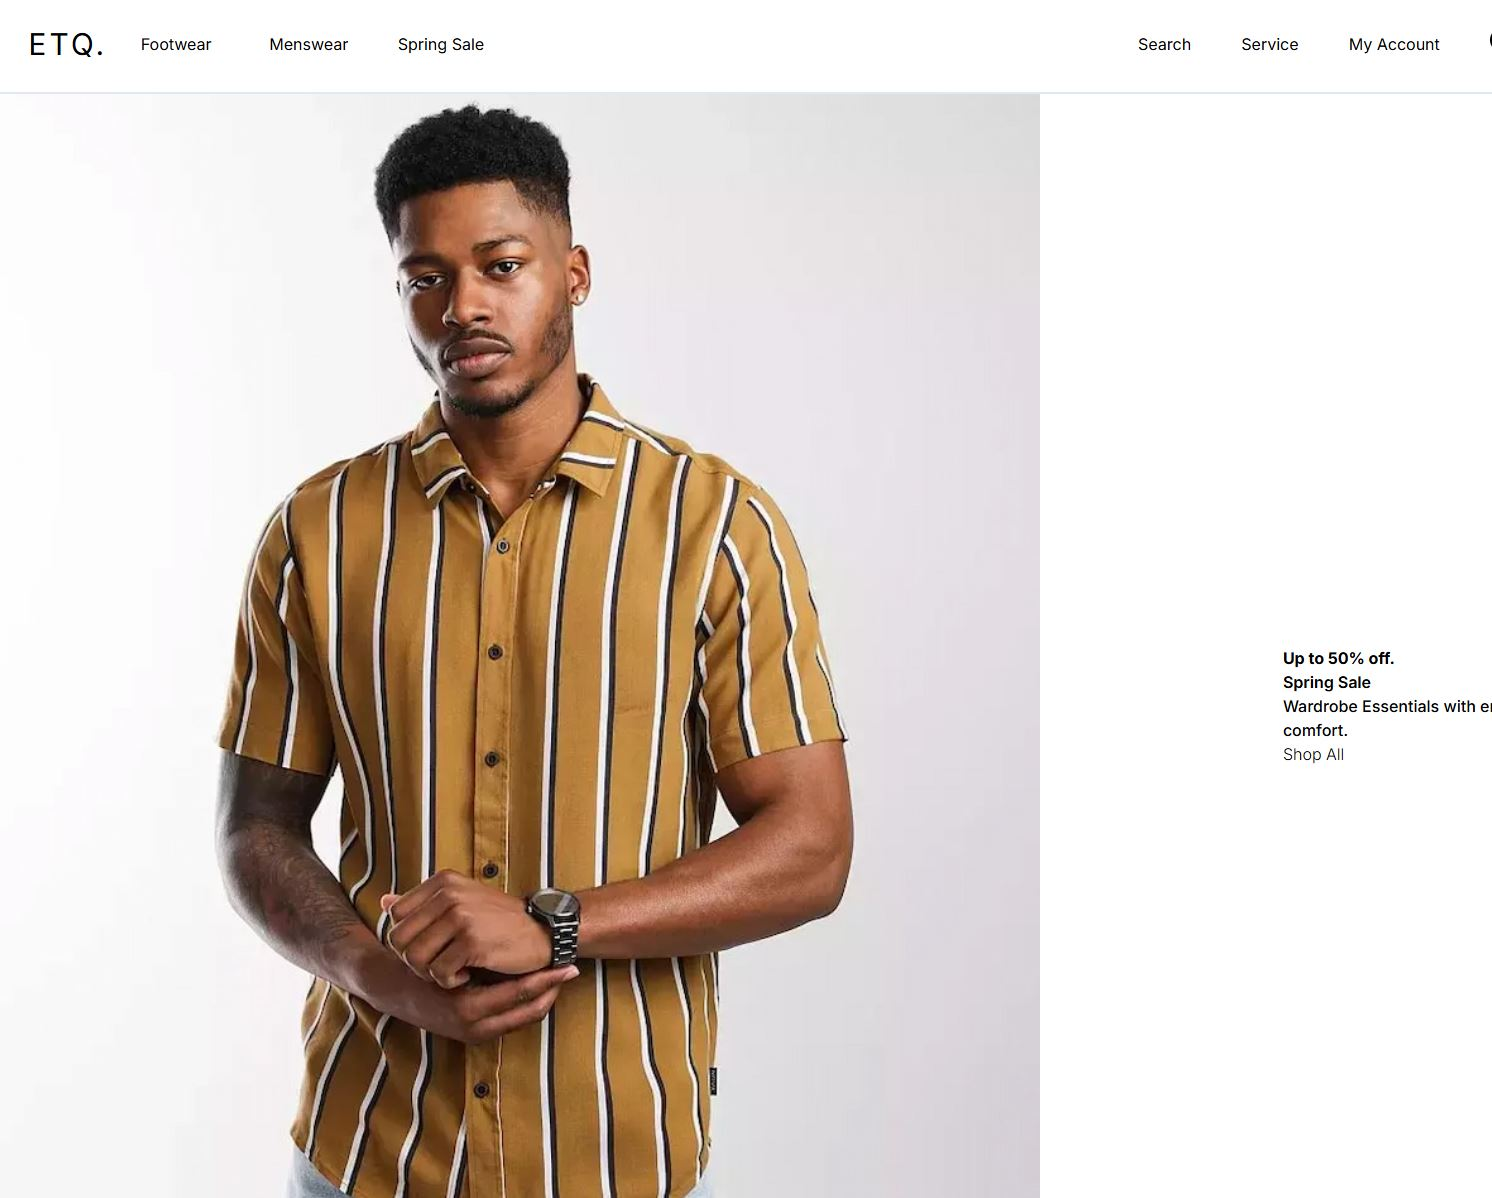 ETQ. Footwear Menswear Spring Sale Search Service My Account
Up to 50% off.
Spring Sale
Wardrobe Essentials with
comfort.
Shop All